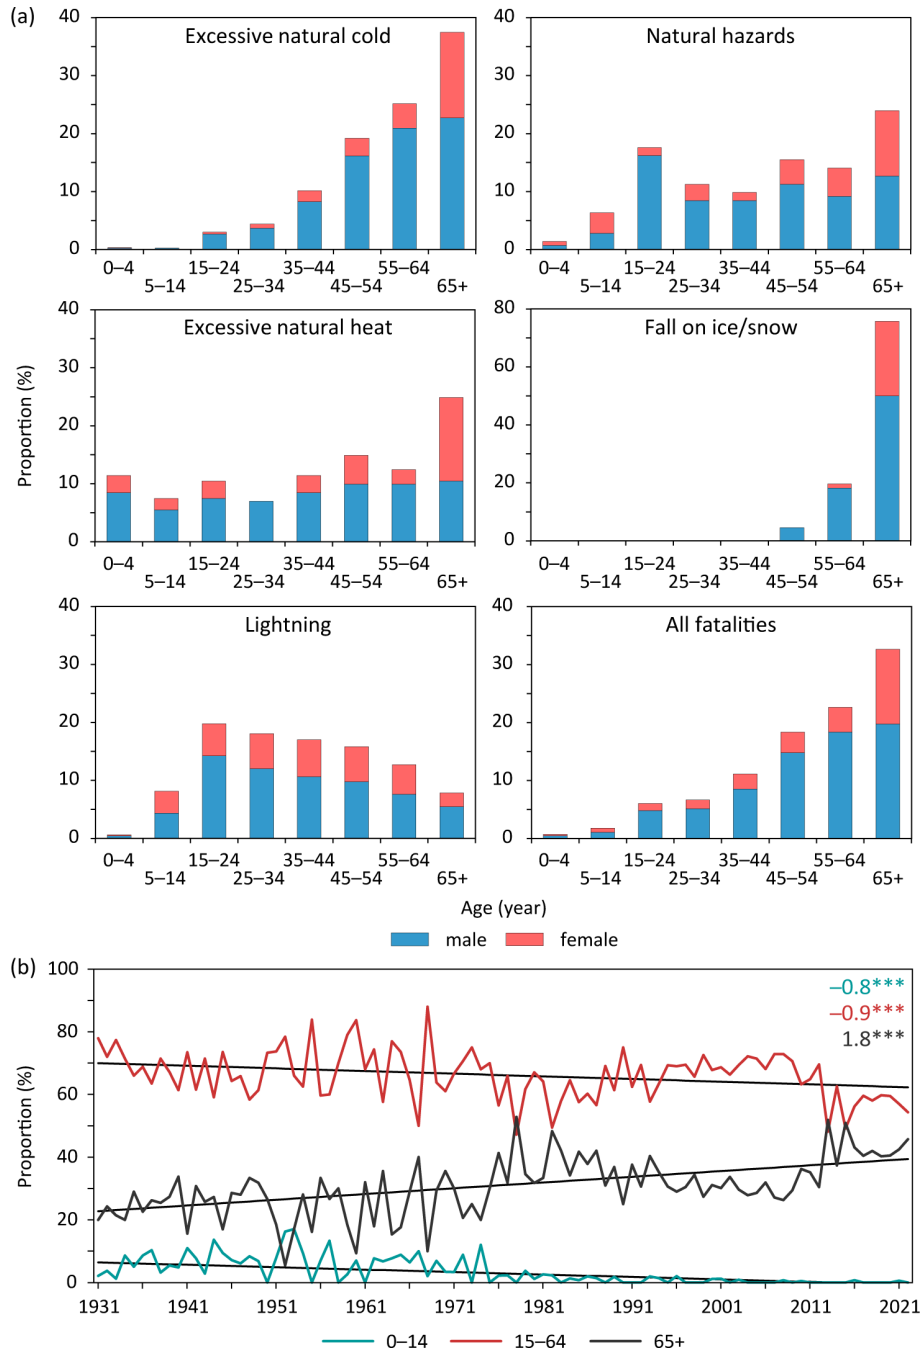 (a)
Excessive natural cold
40
30
20
10
0
0–4 15–24 35–44 55–64
5–14 25–34 45–54 65+
Natural hazards
40
30
20
10
0
0–4 15–24 35–44 55–64
5–14 25–34 45–54 65+
Proportion (%)
Excessive natural heat
40
30
20
10
0
0–4 15–24 35–44 55–64
5–14 25–34 45–54 65+
Fall on ice/snow
80
60
40
20
0
0–4 15–24 35–44 55–64
5–14 25–34 45–54 65+
Lightning
40
30
20
10
0
0–4 15–24 35–44 55–64
5–14 25–34 45–54 65+
All fatalities
40
30
20
10
0
0–4 15–24 35–44 55–64
5–14 25–34 45–54 65+
Age (year)
male female
(b)
Proportion (%)
100
80
60
40
20
0
–0.8***
–0.9***
1.8***
1931 1941 1951 1961 1971 1981 1991 2001 2011 2021
0–14 15–64 65+